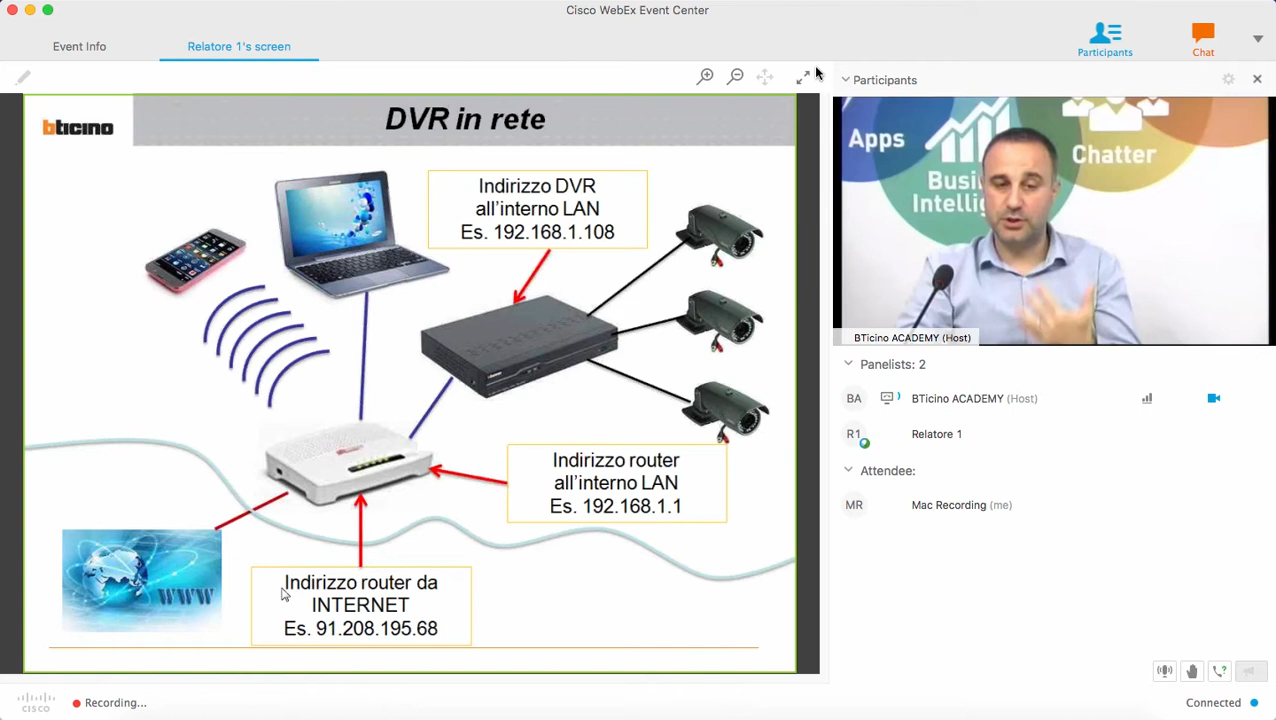 Cisco WebEx Event Center
Event Info
Relatore 1's screen
Participants
Chat
Participants
bticino
DVR in rete
Indirizzo DVR
all'interno LAN
Es. 192.168.1.108
Indirizzo router
all'interno LAN
Es. 192.168.1.1
WWW
Indirizzo router da
INTERNET
Es. 91.208.195.68
Apps
Chatter
Busin
Intellig
BTicino ACADEMY (Host)
Panelists: 2
BA
BTicino ACADEMY (Host)
R1
Relatore 1
Attendee:
MR
Mac Recording (me)
CISCO
Recording...
Connected